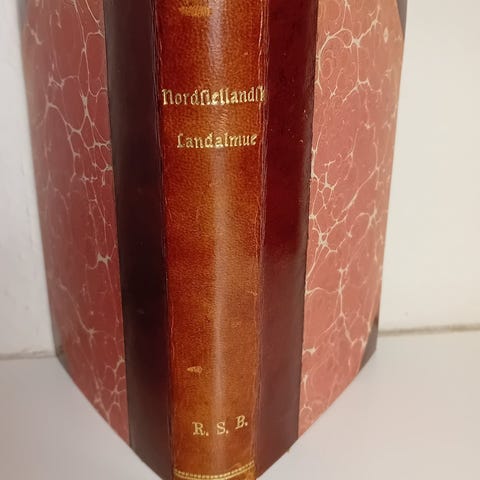 Nordſiellandſk
Landalmue
R. S. B.